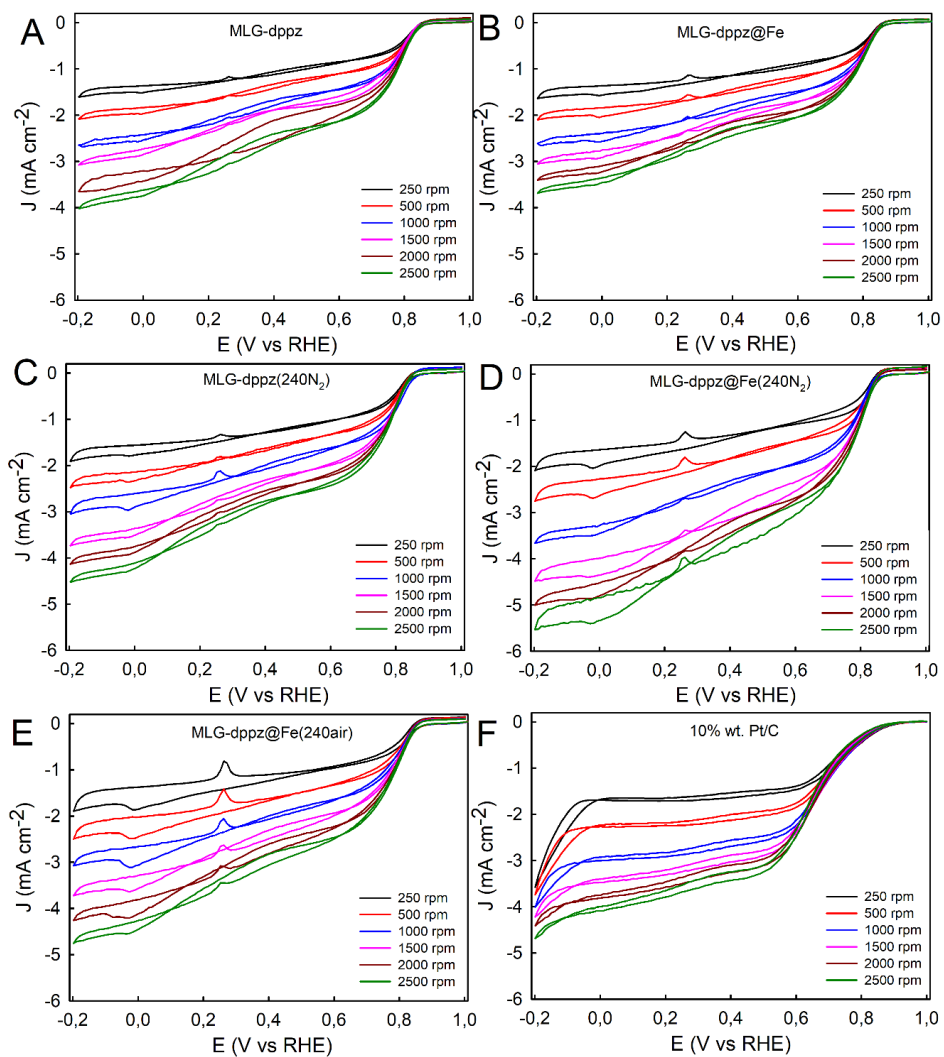 A
MLG-dppz
0
-1
-2
-3
-4
-5
-6
J (mA cm-2)
250 rpm
500 rpm
1000 rpm
1500 rpm
2000 rpm
2500 rpm
-0,2 0,0 0,2 0,4 0,6 0,8 1,0
E (V vs RHE)
B
MLG-dppz@Fe
0
-1
-2
-3
-4
-5
-6
J (mA cm-2)
250 rpm
500 rpm
1000 rpm
1500 rpm
2000 rpm
2500 rpm
-0,2 0,0 0,2 0,4 0,6 0,8 1,0
E (V vs RHE)
C
MLG-dppz(240N2)
0
-1
-2
-3
-4
-5
-6
J (mA cm-2)
250 rpm
500 rpm
1000 rpm
1500 rpm
2000 rpm
2500 rpm
-0,2 0,0 0,2 0,4 0,6 0,8 1,0
E (V vs RHE)
D
MLG-dppz@Fe(240N2)
0
-1
-2
-3
-4
-5
-6
J (mA cm-2)
250 rpm
500 rpm
1000 rpm
1500 rpm
2000 rpm
2500 rpm
-0,2 0,0 0,2 0,4 0,6 0,8 1,0
E (V vs RHE)
E
MLG-dppz@Fe(240air)
0
-1
-2
-3
-4
-5
-6
J (mA cm-2)
250 rpm
500 rpm
1000 rpm
1500 rpm
2000 rpm
2500 rpm
-0,2 0,0 0,2 0,4 0,6 0,8 1,0
E (V vs RHE)
F
10% wt. Pt/C
0
-1
-2
-3
-4
-5
-6
J (mA cm-2)
250 rpm
500 rpm
1000 rpm
1500 rpm
2000 rpm
2500 rpm
-0,2 0,0 0,2 0,4 0,6 0,8 1,0
E (V vs RHE)